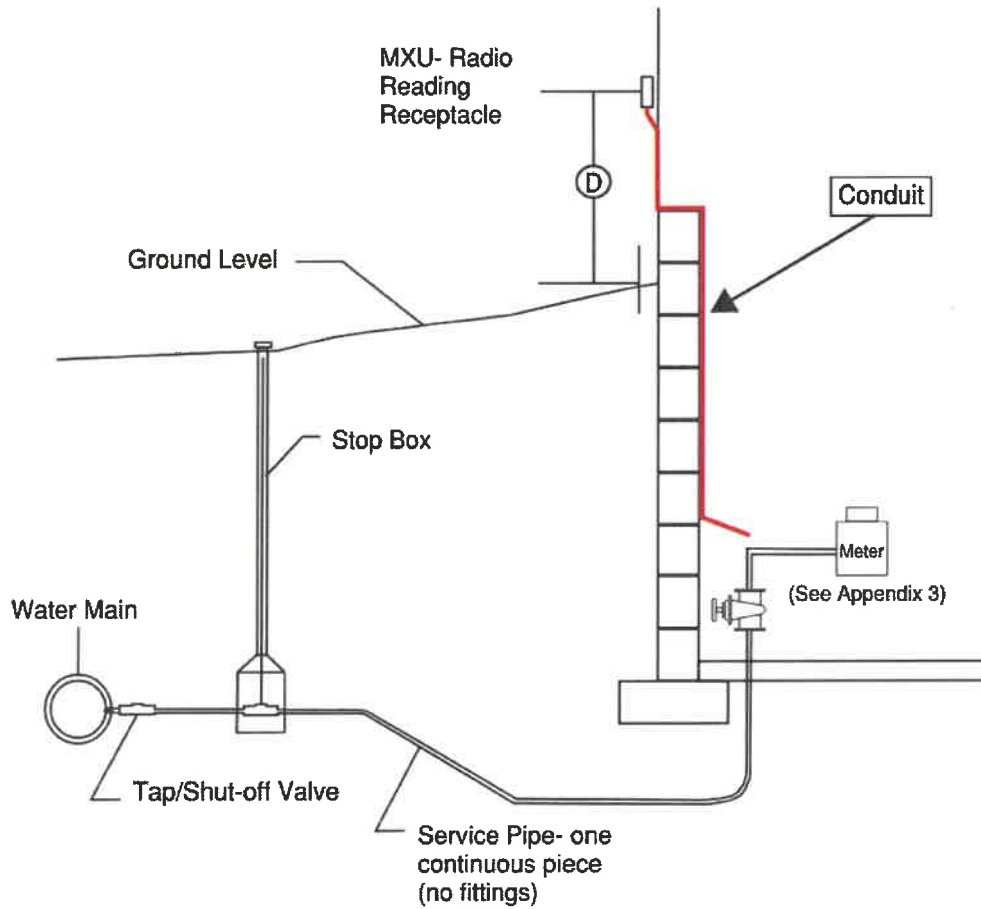 MXU- Radio
Reading
Receptacle
D
Conduit
Ground Level
Stop Box
Meter
(See Appendix 3)
Water Main
Tap/Shut-off Valve
Service Pipe- one
continuous piece
(no fittings)